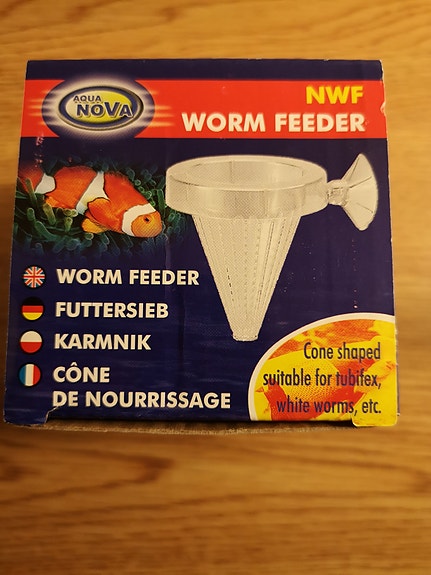 AQUA
NOVA
NWF
WORM FEEDER
WORM FEEDER
FUTTERSIEB
KARMNIK
CÔNE
DE NOURRISSAGE
Cone shaped
suitable for tubifex,
white worms, etc.